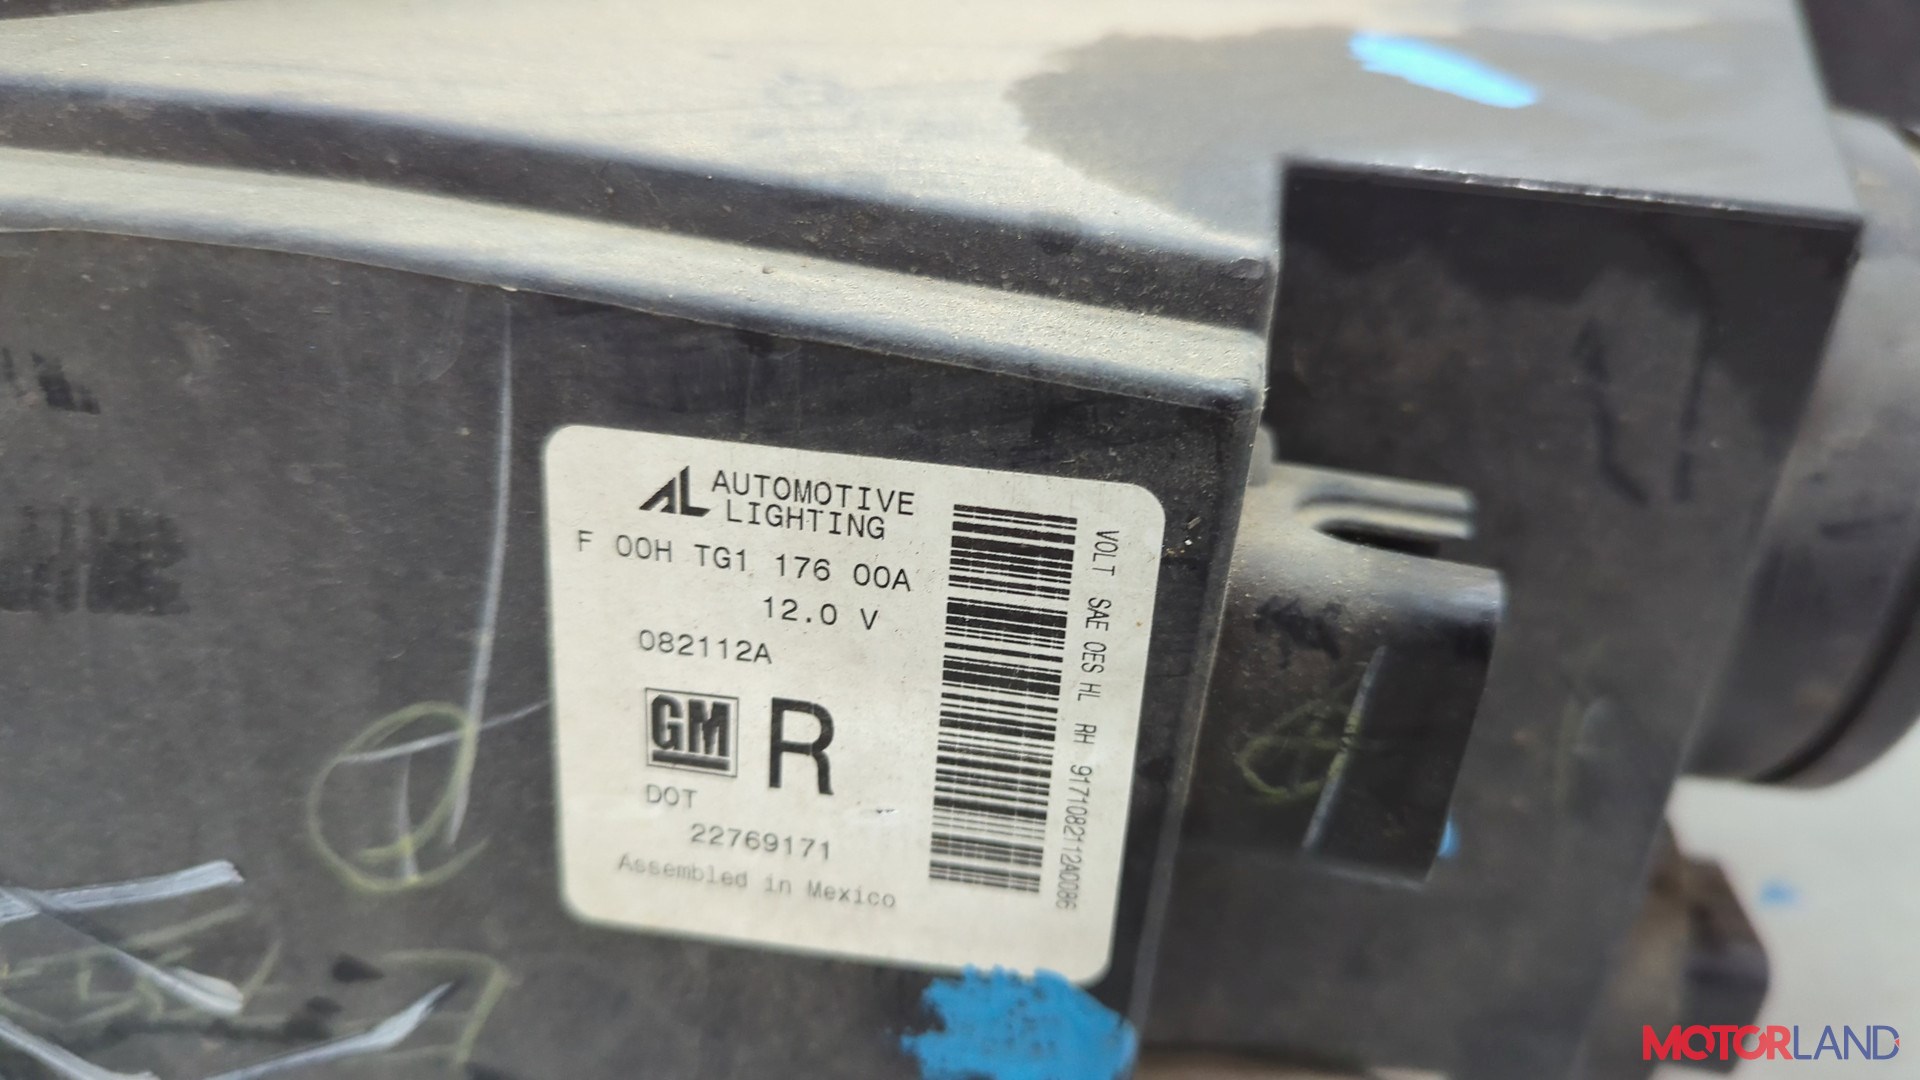 AL AUTOMOTIVE
LIGHTING
F 00H TG1 176 00A
12.0 V
082112A
GM R
DOT
22769171
Assembled in Mexico
VOLT SAE OES HL RH 9171082112A0086
MOTORLAND